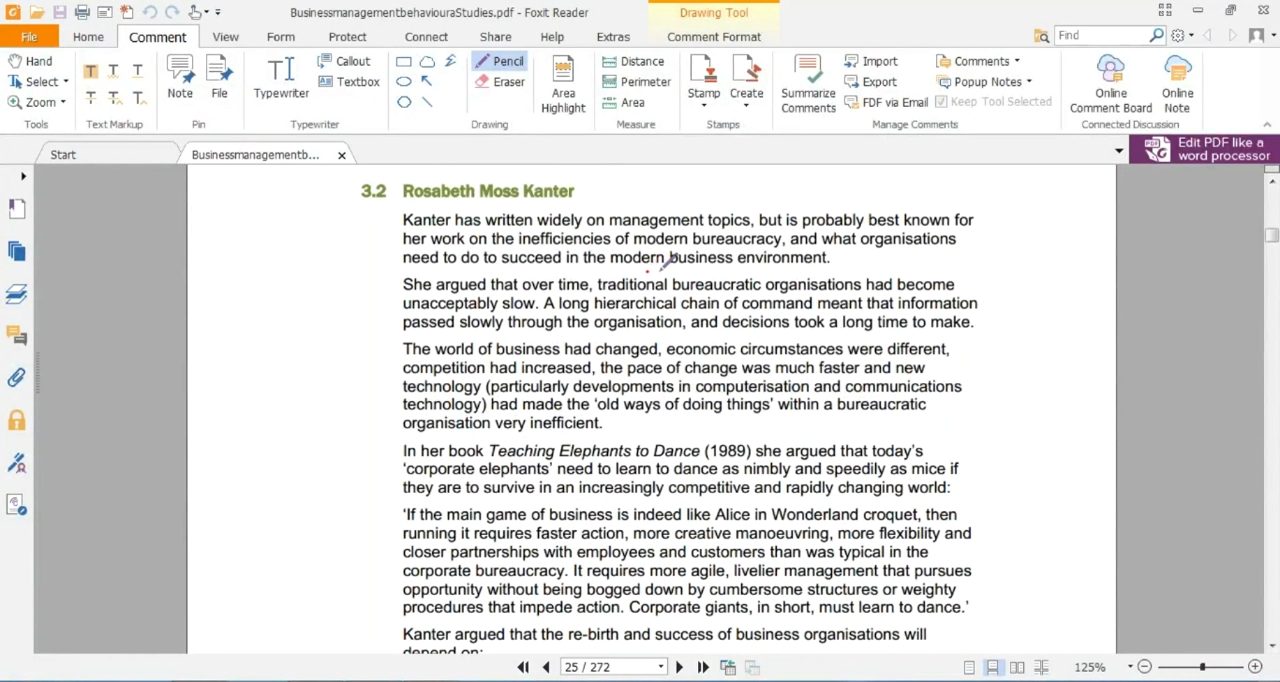 BusinessmanagementbehaviouraStudies.pdf - Foxit Reader
Drawing Tool
File
Home
Comment
View
Form
Protect
Connect
Share
Help
Extras
Comment Format
Find
Hand
Select
Zoom
Tools
T T T
T T T
Text Markup
Note
File
Pin
Typewriter
Callout
Textbox
Typewriter
Pencil
Eraser
Drawing
Area
Highlight
Distance
Perimeter
Area
Measure
Stamp
Create
Stamps
Summarize
Comments
Import
Export
FDF via Email
Comments
Popup Notes
Keep Tool Selected
Manage Comments
Online
Comment Board
Online
Note
Connected Discussion
Start
Businessmanagementb...
Edit PDF like a
word processor
3.2 Rosabeth Moss Kanter
Kanter has written widely on management topics, but is probably best known for
her work on the inefficiencies of modern bureaucracy, and what organisations
need to do to succeed in the modern business environment.
She argued that over time, traditional bureaucratic organisations had become
unacceptably slow. A long hierarchical chain of command meant that information
passed slowly through the organisation, and decisions took a long time to make.
The world of business had changed, economic circumstances were different,
competition had increased, the pace of change was much faster and new
technology (particularly developments in computerisation and communications
technology) had made the ‘old ways of doing things’ within a bureaucratic
organisation very inefficient.
In her book Teaching Elephants to Dance (1989) she argued that today’s
‘corporate elephants’ need to learn to dance as nimbly and speedily as mice if
they are to survive in an increasingly competitive and rapidly changing world:
‘If the main game of business is indeed like Alice in Wonderland croquet, then
running it requires faster action, more creative manoeuvring, more flexibility and
closer partnerships with employees and customers than was typical in the
corporate bureaucracy. It requires more agile, livelier management that pursues
opportunity without being bogged down by cumbersome structures or weighty
procedures that impede action. Corporate giants, in short, must learn to dance.’
Kanter argued that the re-birth and success of business organisations will
depend on:
25 / 272
125%